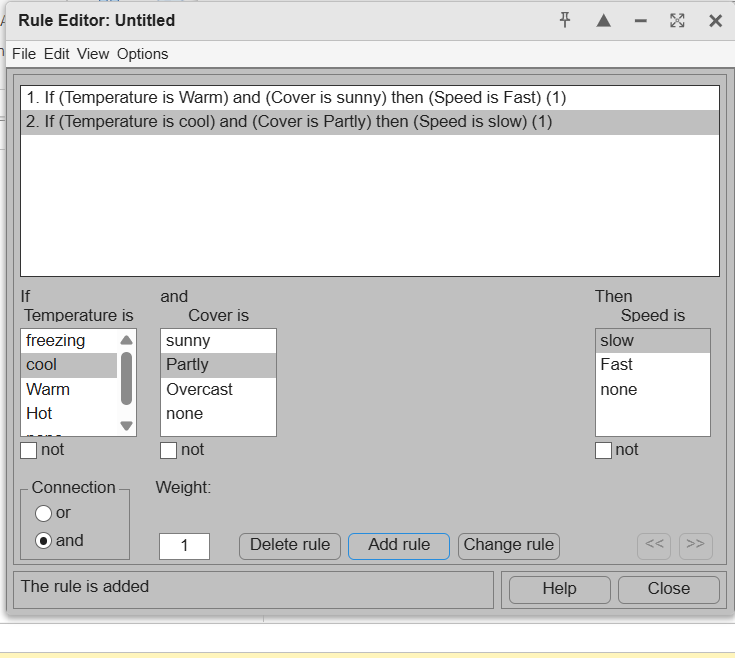 Rule Editor: Untitled
File Edit View Options
1. If (Temperature is Warm) and (Cover is sunny) then (Speed is Fast) (1)
2. If (Temperature is cool) and (Cover is Partly) then (Speed is slow) (1)
If and Then
Temperature is Cover is Speed is
freezing sunny slow
cool Partly Fast
Warm Overcast none
Hot none
not not not
Connection Weight:
or
and 1 Delete rule Add rule Change rule << >>
The rule is added Help Close